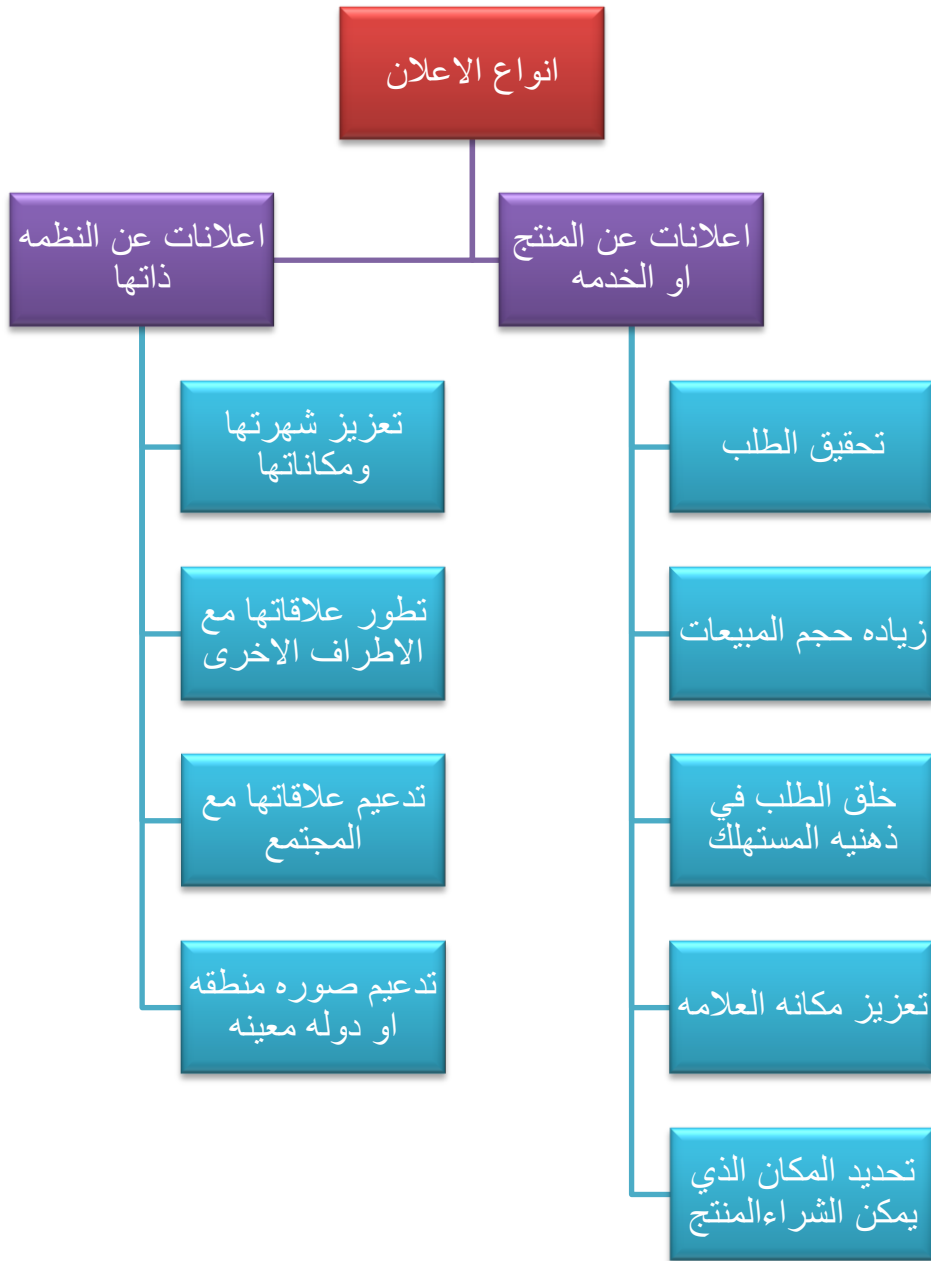 انواع الاعلان
اعلانات عن المنتج
او الخدمه
تحقيق الطلب
زياده حجم المبيعات
خلق الطلب في
ذهنيه المستهلك
تعزيز مكانه العلامه
تحديد المكان الذي
يمكن الشراءالمنتج
اعلانات عن النظمه
ذاتها
تعزيز شهرتها
ومكاناتها
تطور علاقاتها مع
الاطراف الاخرى
تدعيم علاقاتها مع
المجتمع
تدعيم صوره منطقه
او دوله معينه